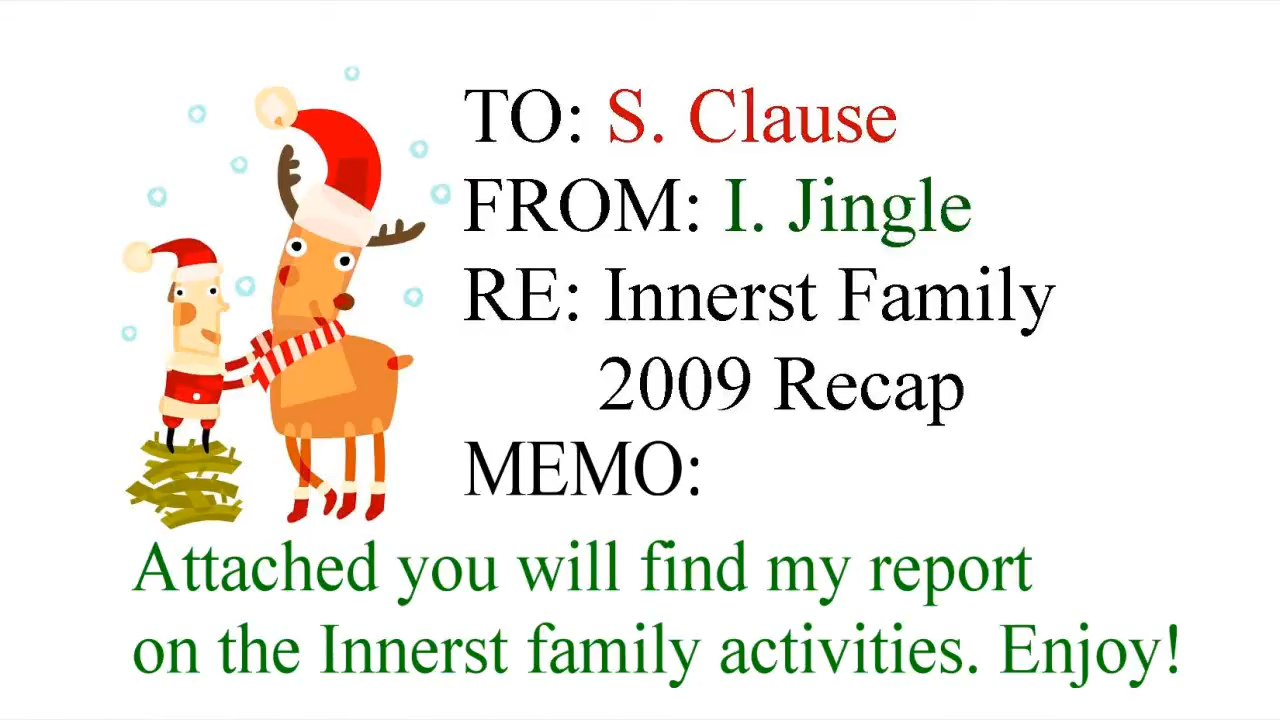 TO: S. Clause
FROM: I. Jingle
RE: Innerst Family
2009 Recap
MEMO:
Attached you will find my report
on the Innerst family activities. Enjoy!